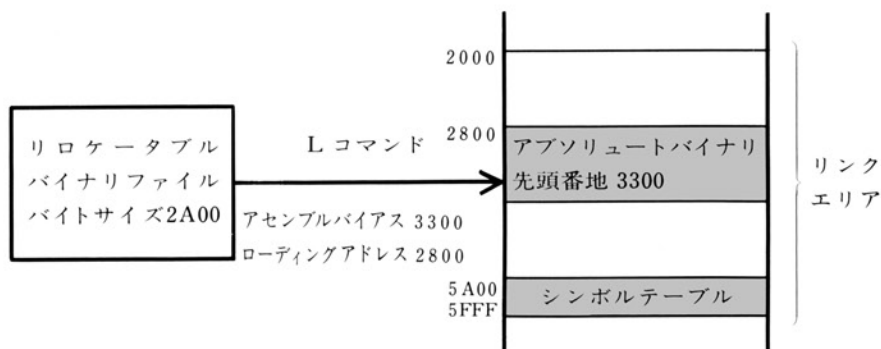 リロケータブル
バイナリファイル
バイトサイズ2A00
Lコマンド
アセンブルバイアス 3300
ローディングアドレス 2800
2000
2800
アブソリュートバイナリ
先頭番地 3300
5A00
5FFF
シンボルテーブル
リンク
エリア